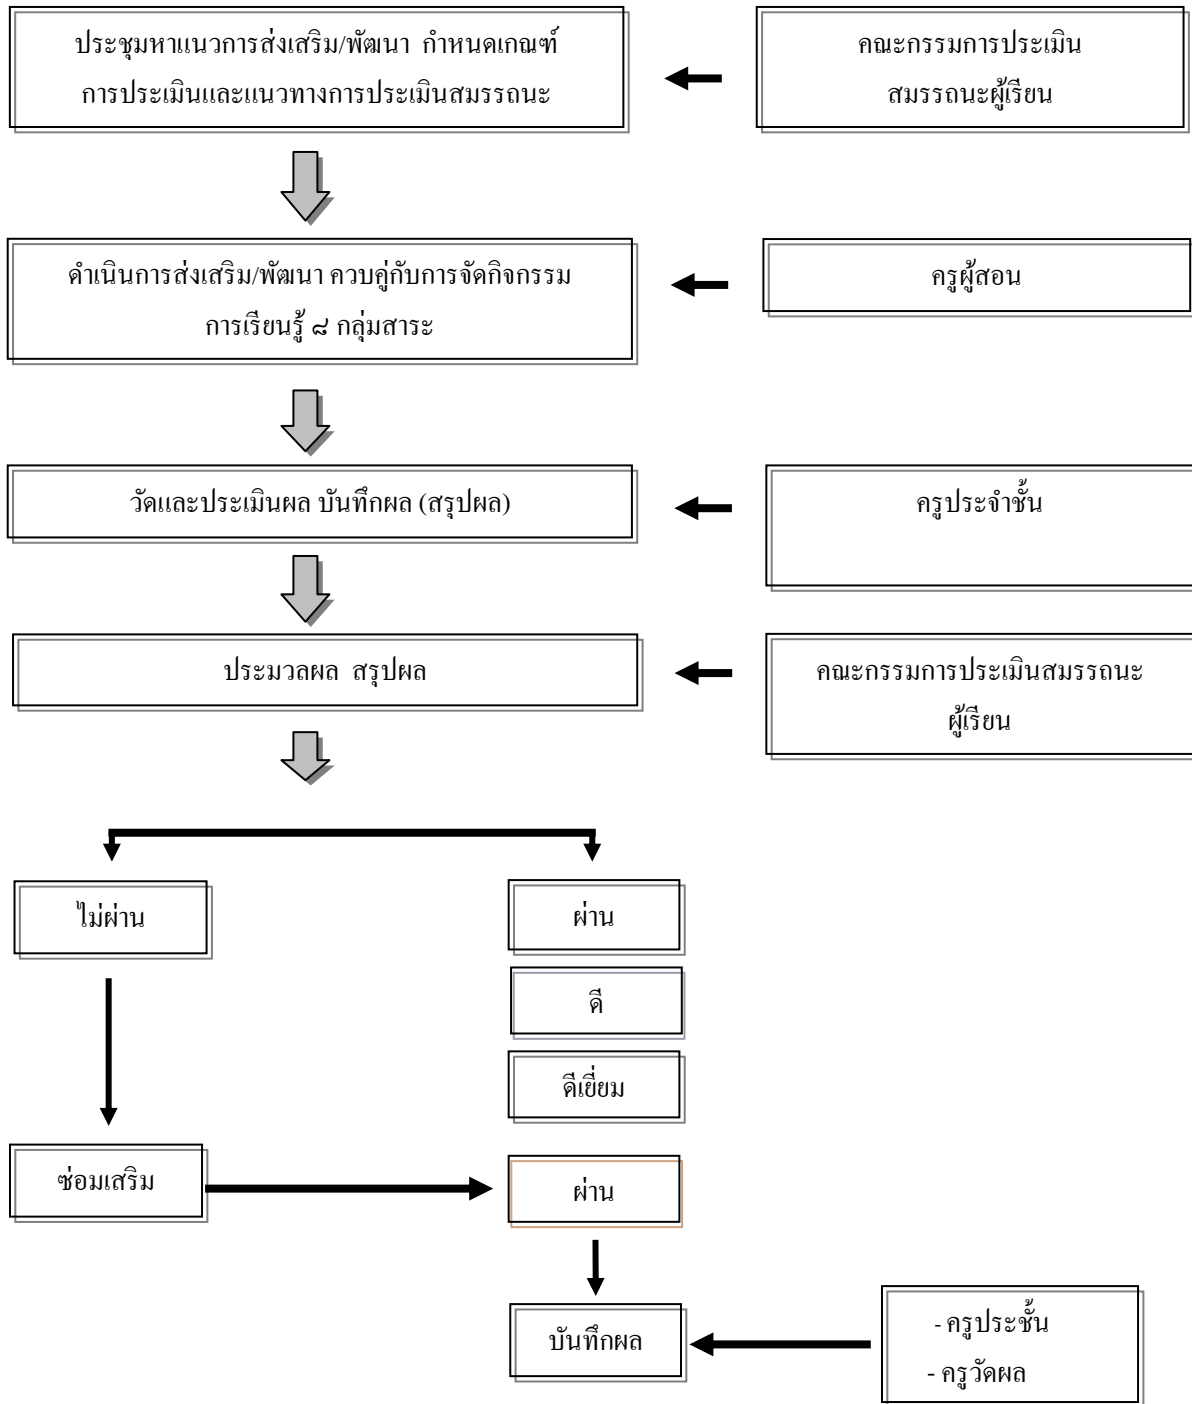 ประชุมหาแนวการส่งเสริม/พัฒนา กำหนดเกณฑ์
การประเมินและแนวทางการประเมินสมรรถนะ
คณะกรรมการประเมิน
สมรรถนะผู้เรียน
ดำเนินการส่งเสริม/พัฒนา ควบคู่กับการจัดกิจกรรม
การเรียนรู้ ๘ กลุ่มสาระ
ครูผู้สอน
วัดและประเมินผล บันทึกผล (สรุปผล)
ครูประจำชั้น
ประมวลผล สรุปผล
คณะกรรมการประเมินสมรรถนะ
ผู้เรียน
ไม่ผ่าน
ผ่าน
ดี
ดีเยี่ยม
ซ่อมเสริม
ผ่าน
บันทึกผล
- ครูประชั้น
- ครูวัดผล